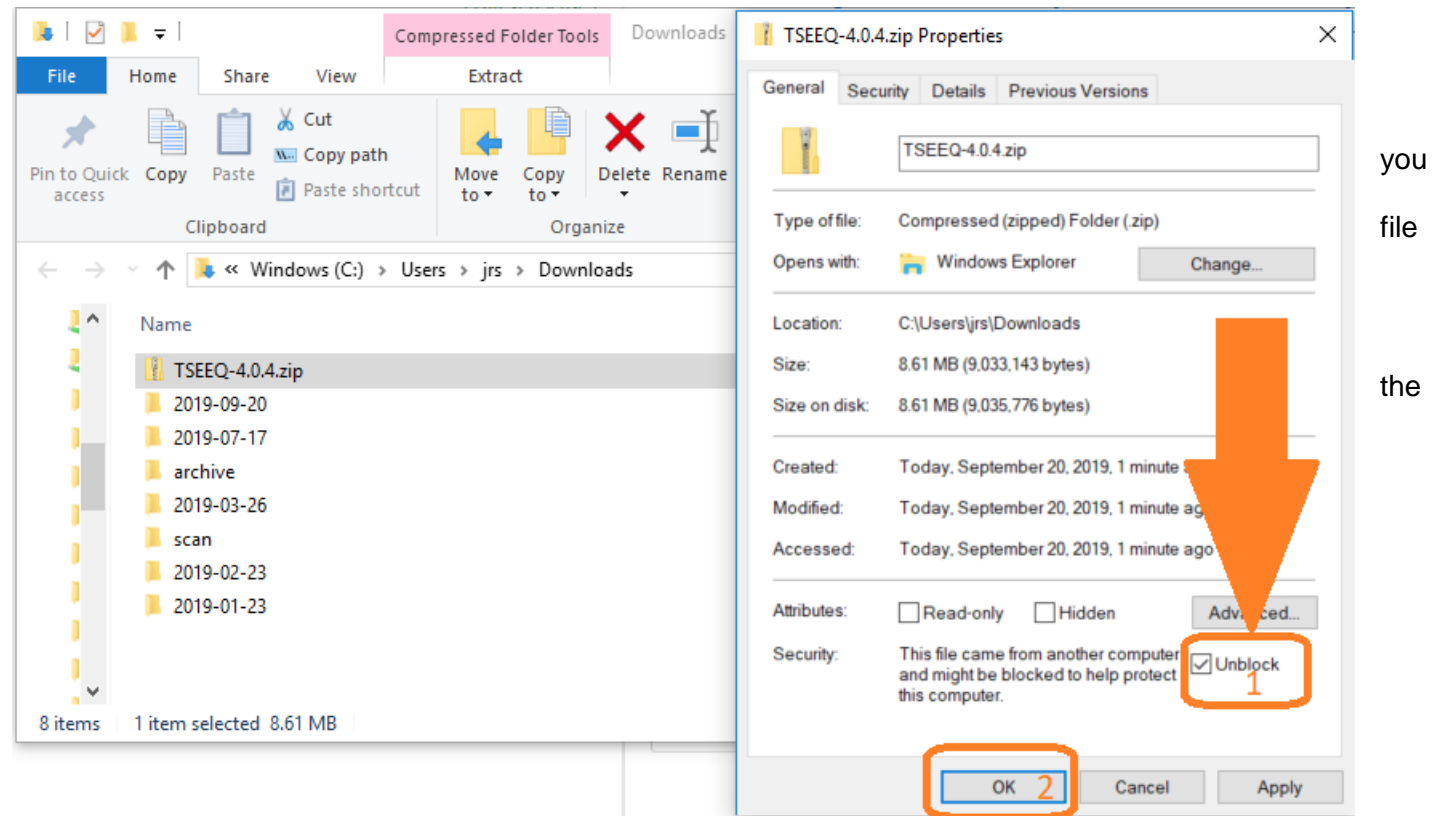 Compressed Folder Tools
Downloads
File
Home
Share
View
Extract
Pin to Quick
access
Copy
Paste
Cut
Copy path
Paste shortcut
Move
to
Copy
to
Delete
Rename
Clipboard
Organize
« Windows (C:) > Users > jrs > Downloads
Name
TSEEQ-4.0.4.zip
2019-09-20
2019-07-17
archive
2019-03-26
scan
2019-02-23
2019-01-23
8 items
1 item selected 8.61 MB
TSEEQ-4.0.4.zip Properties
General
Security
Details
Previous Versions
TSEEQ-4.0.4.zip
Type of file: Compressed (zipped) Folder (.zip)
Opens with: Windows Explorer
Change...
Location: C:\Users\jrs\Downloads
Size: 8.61 MB (9,033,143 bytes)
Size on disk: 8.61 MB (9,035,776 bytes)
Created: Today, September 20, 2019, 1 minute
Modified: Today, September 20, 2019, 1 minute ag
Accessed: Today, September 20, 2019, 1 minute ago
Attributes:
Read-only
Hidden
Security: This file came from another computer
and might be blocked to help protect
this computer.
Unblock
1
OK
2
Cancel
Apply
you
file
the